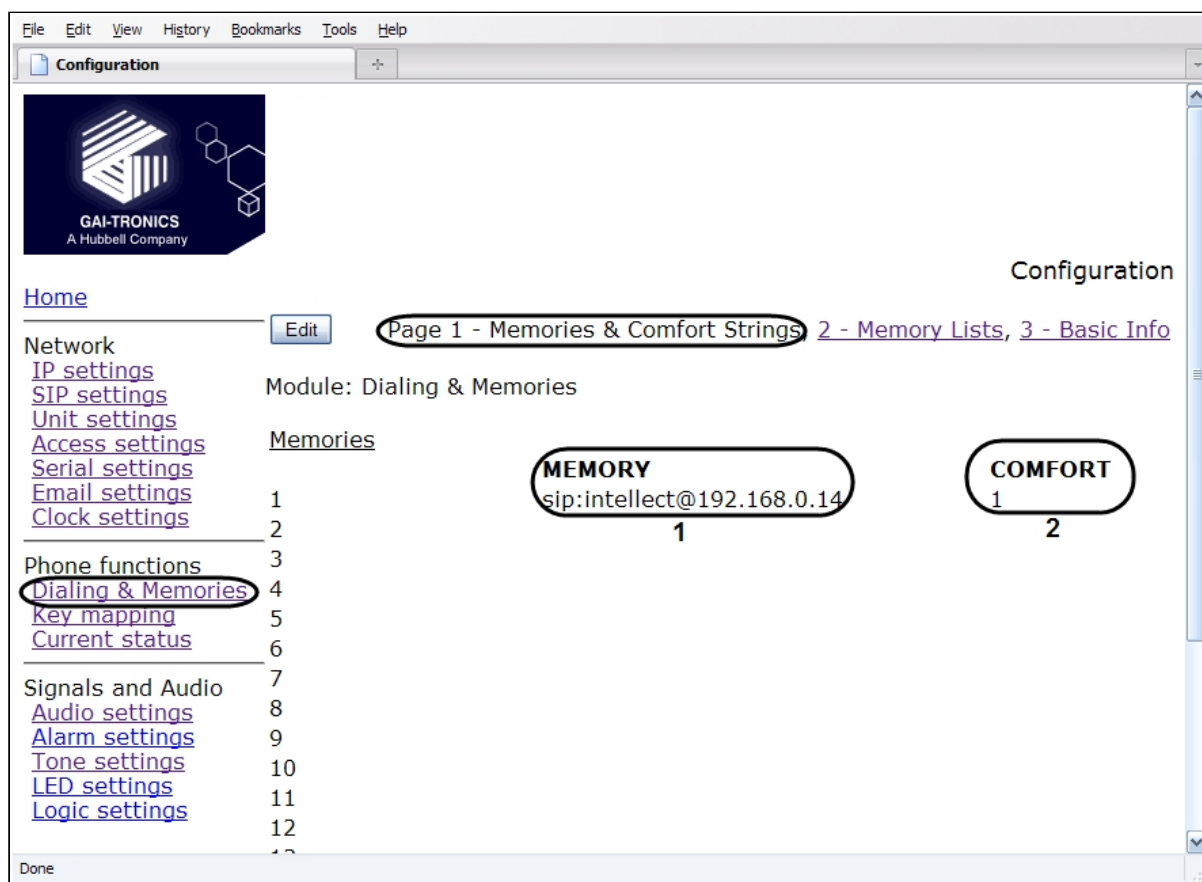 File Edit View History Bookmarks Tools Help
Configuration
GAI-TRONICS
A Hubbell Company
Configuration
Home
Edit Page 1 - Memories & Comfort Strings, 2 - Memory Lists, 3 - Basic Info
Network
IP settings
SIP settings
Unit settings
Access settings
Serial settings
Email settings
Clock settings
Phone functions
Dialing & Memories
Key mapping
Current status
Signals and Audio
Audio settings
Alarm settings
Tone settings
LED settings
Logic settings
Module: Dialing & Memories
Memories
MEMORY COMFORT
1 sip:intellect@192.168.0.14 1
1 2
2
3
4
5
6
7
8
9
10
11
12
Done